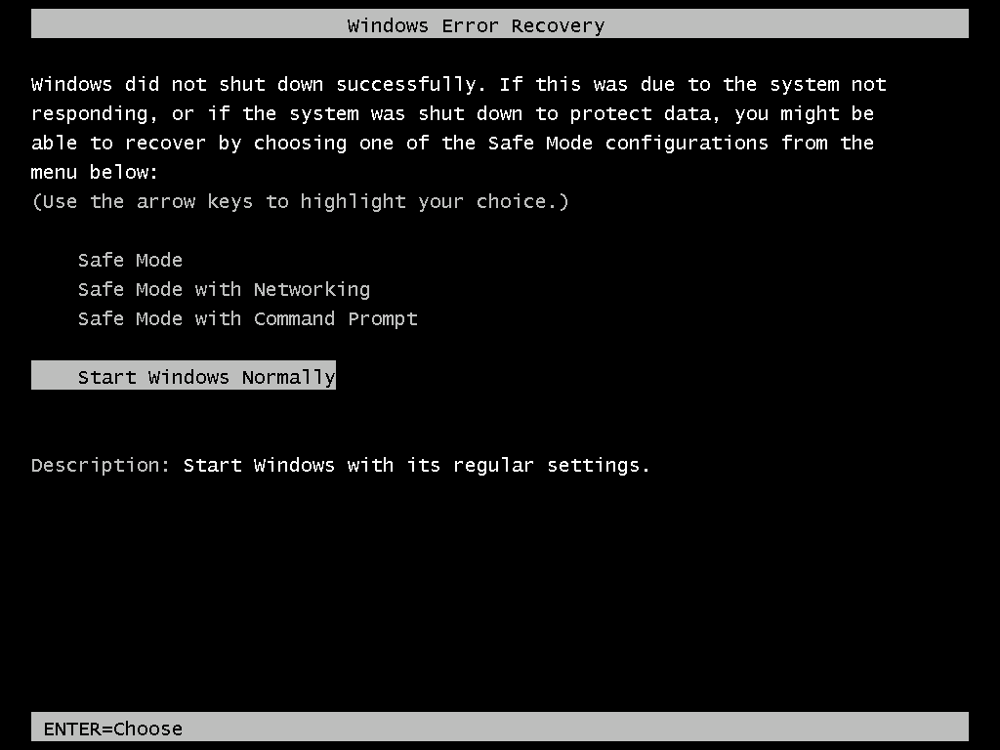 Windows Error Recovery
Windows did not shut down successfully. If this was due to the system not
responding, or if the system was shut down to protect data, you might be
able to recover by choosing one of the Safe Mode configurations from the
menu below:
(Use the arrow keys to highlight your choice.)
Safe Mode
Safe Mode with Networking
Safe Mode with Command Prompt
Start Windows Normally
Description: Start Windows with its regular settings.
ENTER=Choose